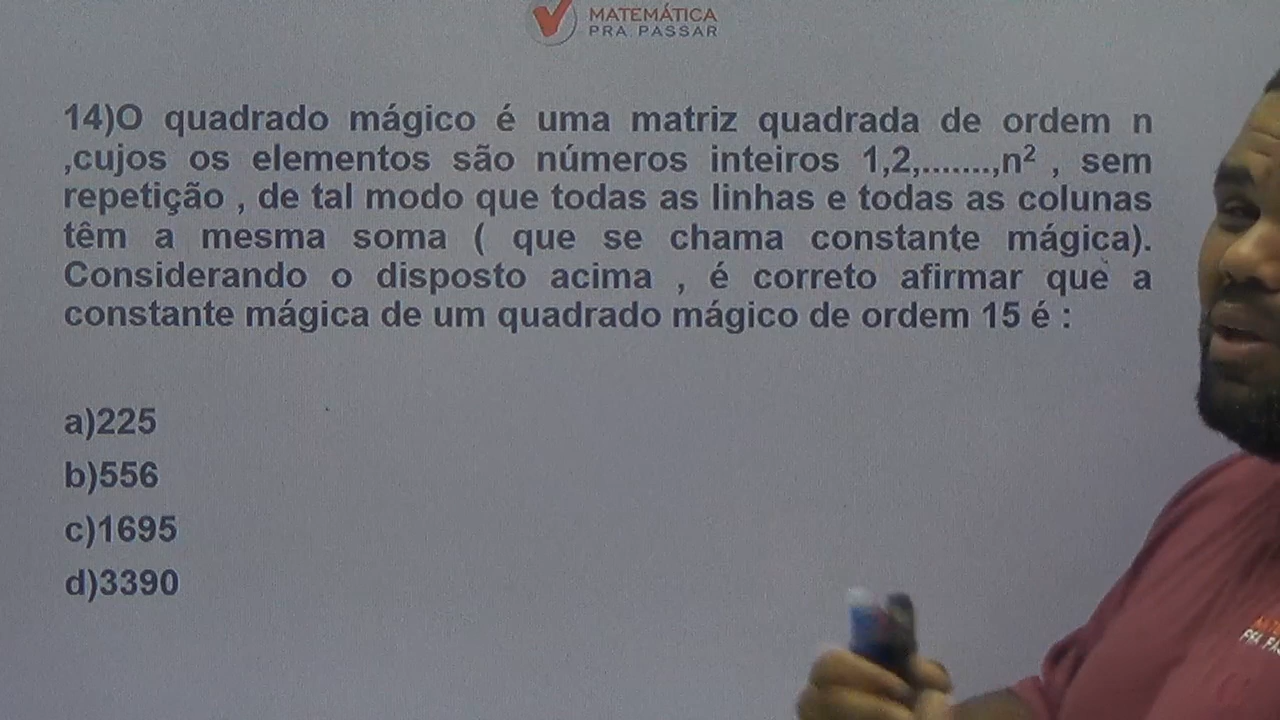 MATEMÁTICA
PRA PASSAR
14)O quadrado mágico é uma matriz quadrada de ordem n
,cujos os elementos são números inteiros 1,2,.......,n² , sem
repetição , de tal modo que todas as linhas e todas as colunas
têm a mesma soma ( que se chama constante mágica).
Considerando o disposto acima , é correto afirmar que a
constante mágica de um quadrado mágico de ordem 15 é :
a)225
b)556
c)1695
d)3390